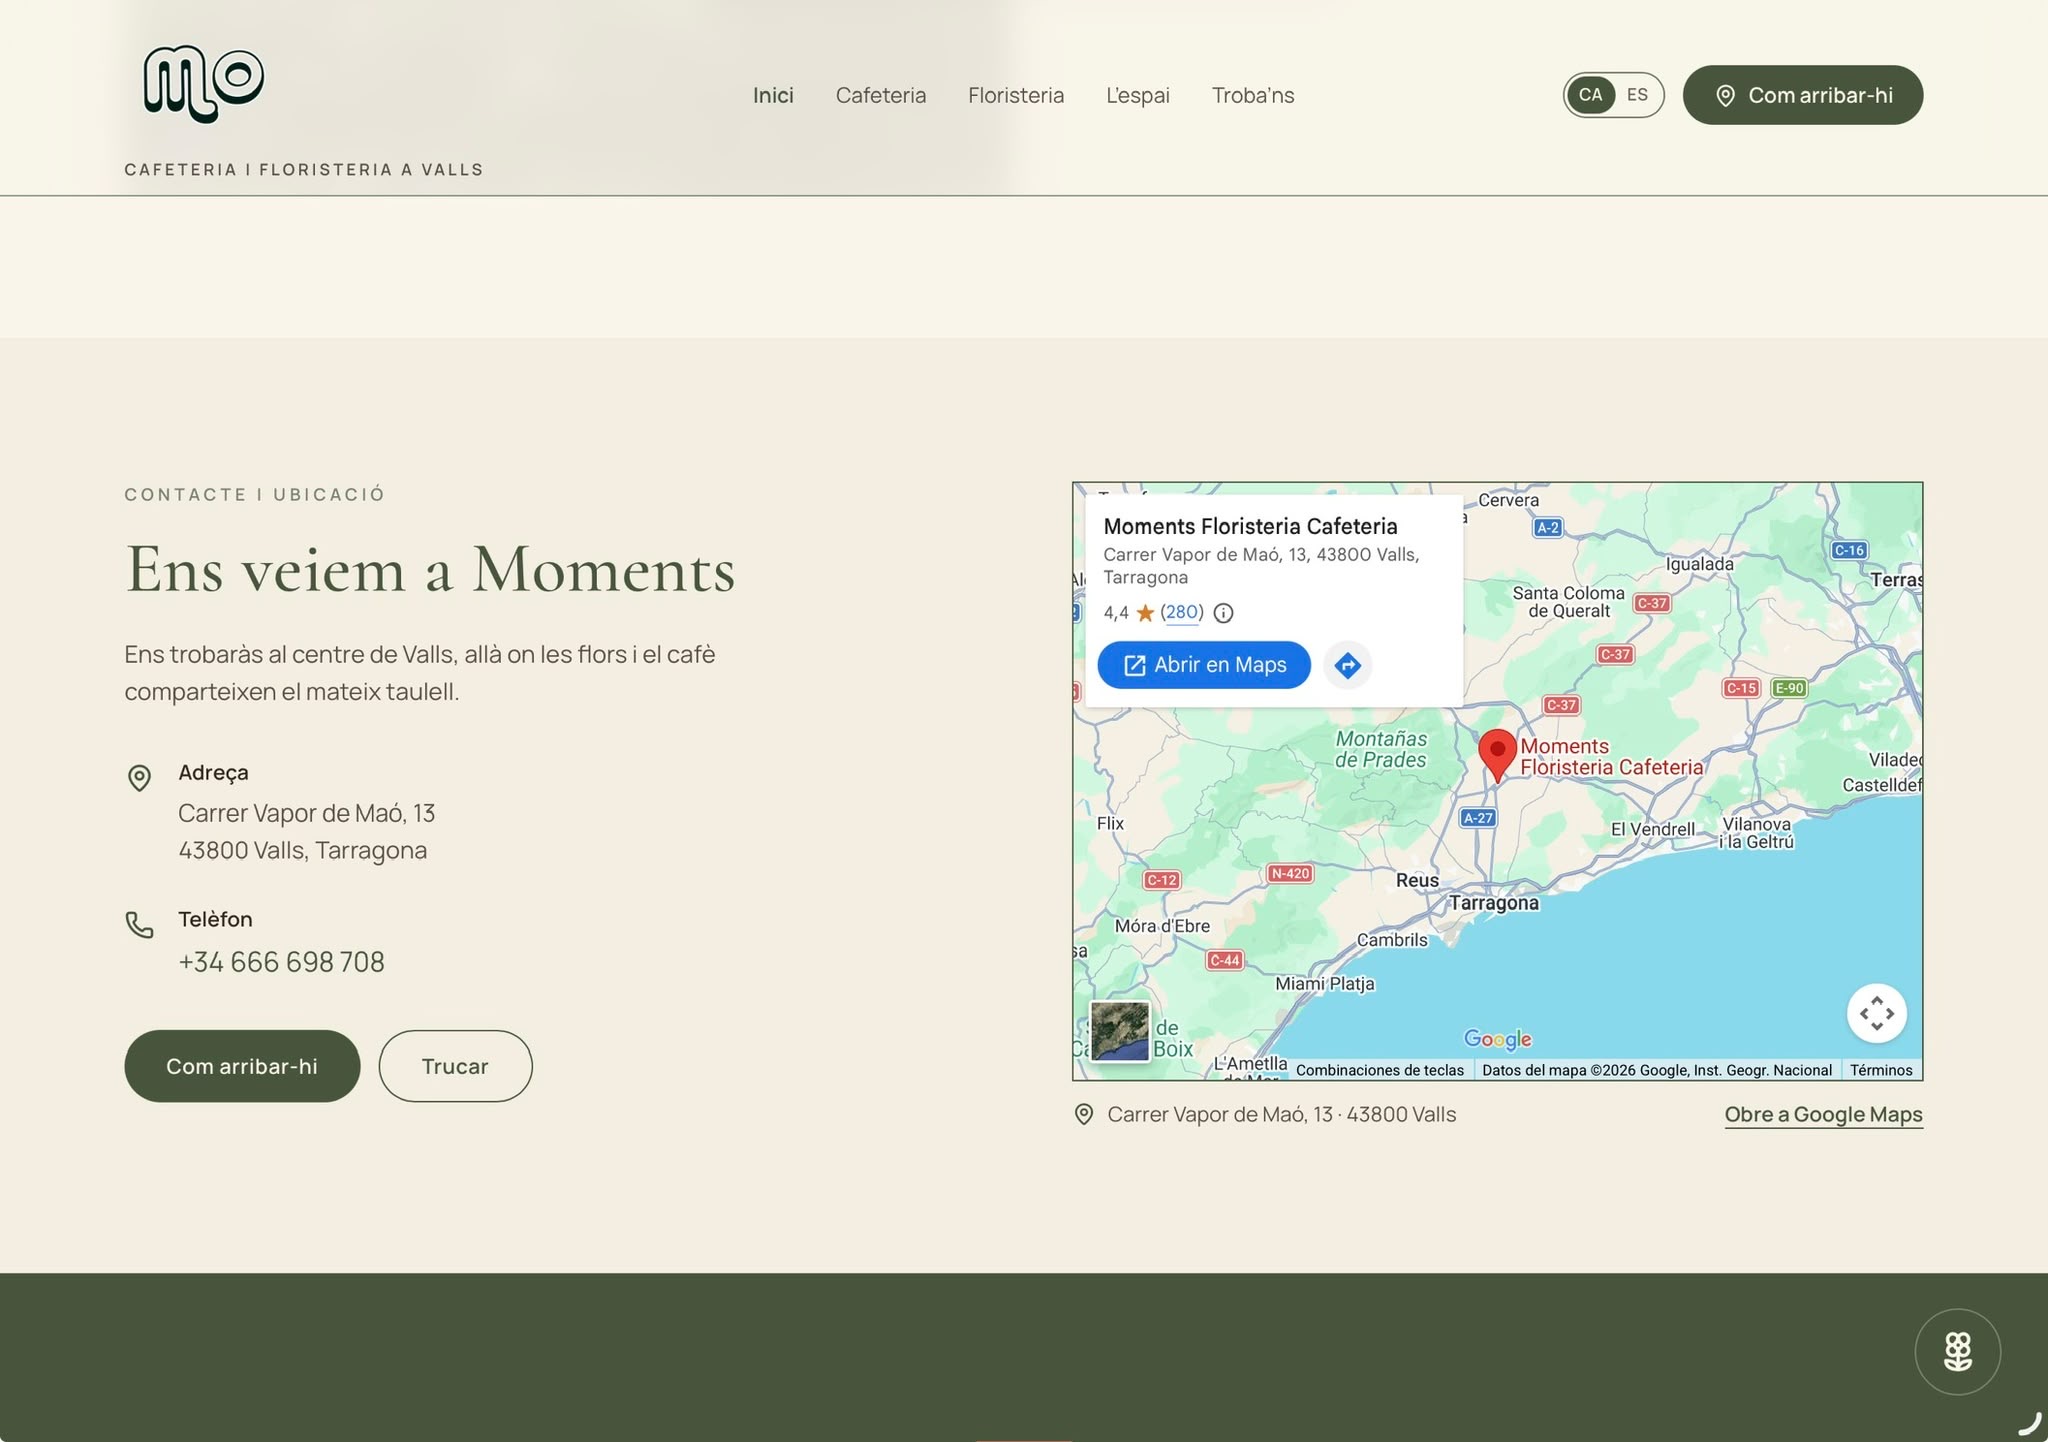 mo
Inici
Cafeteria
Floristeria
L'espai
Troba'ns
CA
ES
Com arribar-hi
CAFETERIA I FLORISTERIA A VALLS
CONTACTE I UBICACIÓ
Ens veiem a Moments
Ens trobaràs al centre de Valls, allà on les flors i el cafè
comparteixen el mateix taulell.
Adreça
Carrer Vapor de Maó, 13
43800 Valls, Tarragona
Telèfon
+34 666 698 708
Com arribar-hi
Trucar
Moments Floristeria Cafeteria
Carrer Vapor de Maó, 13, 43800 Valls,
Tarragona
4,4 (280)
Abrir en Maps
Cervera
A-2
C-16
Igualada
Terras
Santa Coloma
de Queralt
C-37
C-37
C-15
E-90
C-37
Montañas
de Prades
Moments
Floristeria Cafeteria
Vilade
Castelldef
A-27
Flix
El Vendrell
Vilanova
i la Geltrú
C-12
N-420
Reus
Tarragona
Móra d'Ebre
Cambrils
C-44
Miami Platja
de
Boix
L'Ametlla
Google
Combinaciones de teclas
Datos del mapa ©2026 Google, Inst. Geogr. Nacional
Términos
Carrer Vapor de Maó, 13 · 43800 Valls
Obre a Google Maps